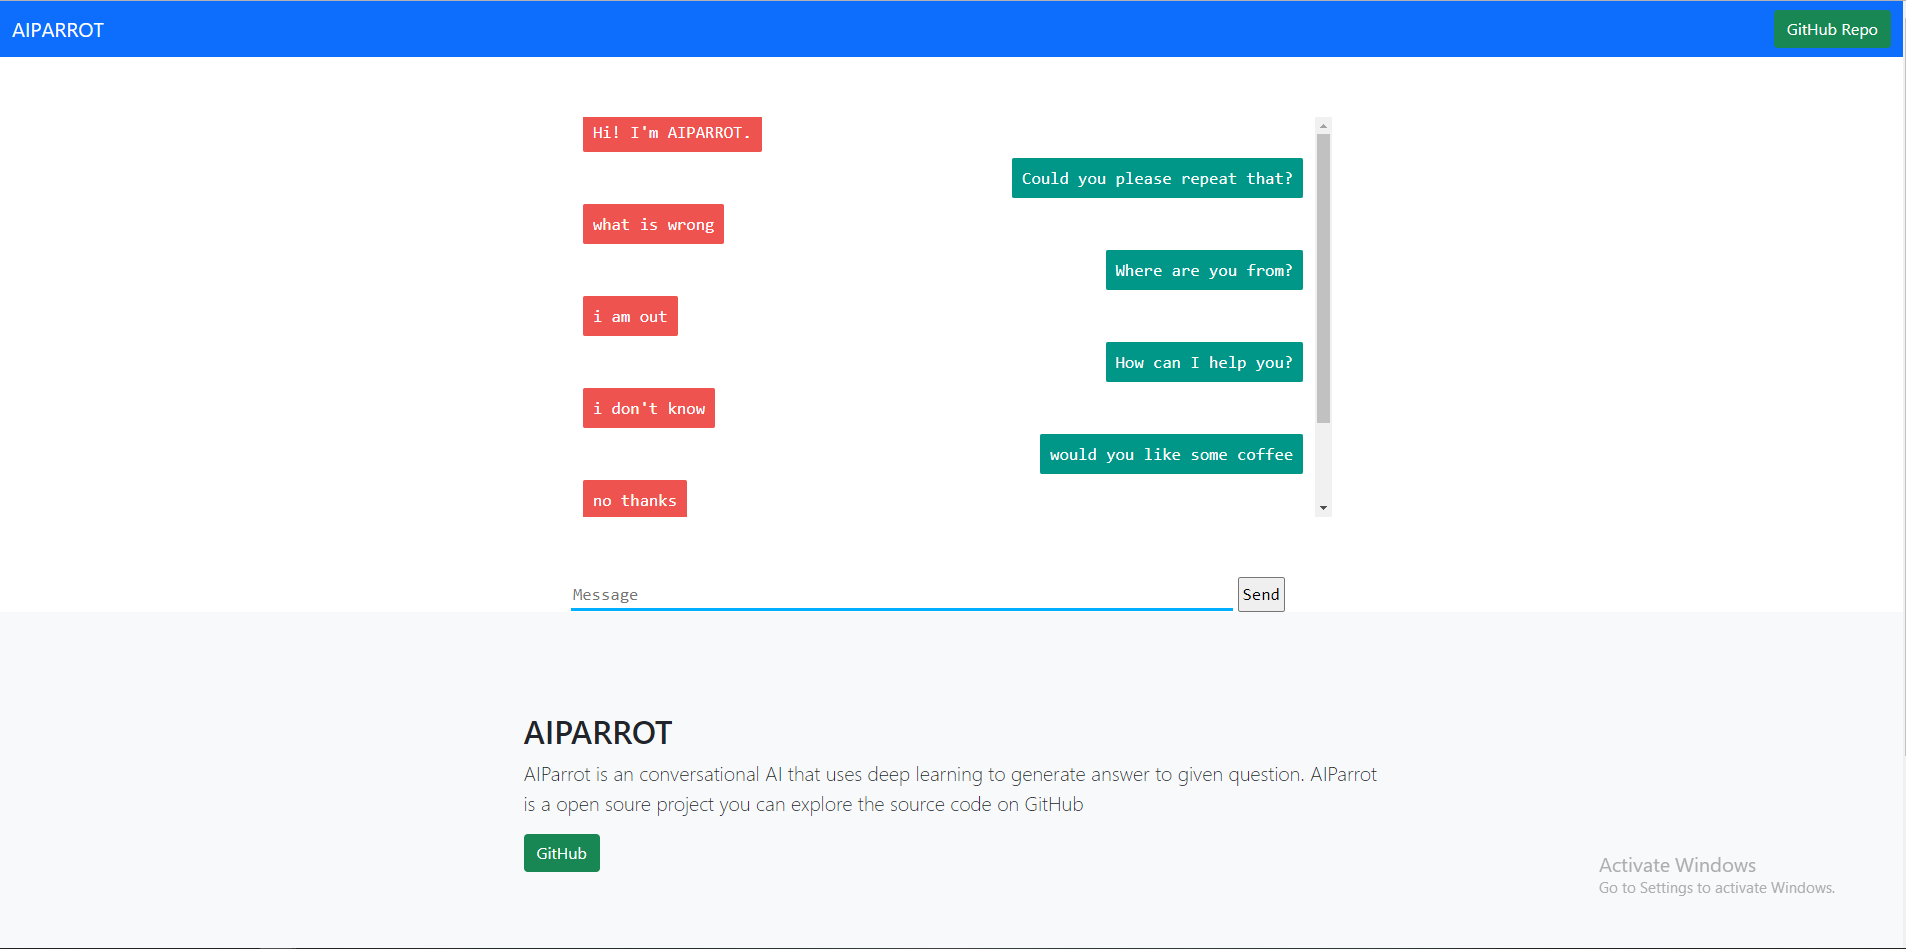 AIPARROT
GitHub Repo
Hi! I'm AIPARROT.
Could you please repeat that?
what is wrong
Where are you from?
i am out
How can I help you?
i don't know
would you like some coffee
no thanks
Message
Send
AIPARROT
AIParrot is an conversational AI that uses deep learning to generate answer to given question. AIParrot
is a open soure project you can explore the source code on GitHub
GitHub
Activate Windows
Go to Settings to activate Windows.